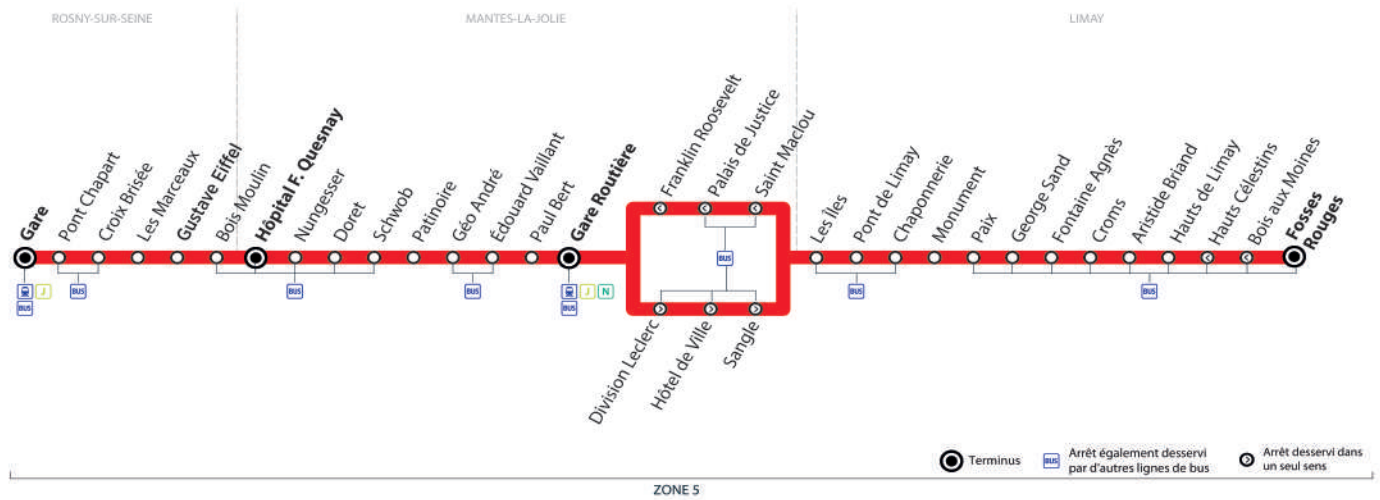 ROSNY-SUR-SEINE
MANTES-LA-JOLIE
LIMAY
Gare
Pont Chapart
Croix Brisée
Les Marceaux
Gustave Eiffel
Bois Moulin
Hôpital F. Quesnay
Nungesser
Doret
Schwob
Patinoire
Géo André
Édouard Vaillant
Paul Bert
Gare Routière
Franklin Roosevelt
Palais de Justice
Saint Maclou
Division Leclerc
Hôtel de Ville
Sangle
Les Îles
Pont de Limay
Chaponnerie
Monument
Paix
George Sand
Fontaine Agnès
Croms
Aristide Briand
Hauts de Limay
Hauts Célestins
Bois aux Moines
Fosses
Rouges
J
BUS
BUS
BUS
BUS
J N
BUS
BUS
BUS
BUS
Terminus
BUS
Arrêt également desservi
par d'autres lignes de bus
Arrêt desservi dans
un seul sens
ZONE 5